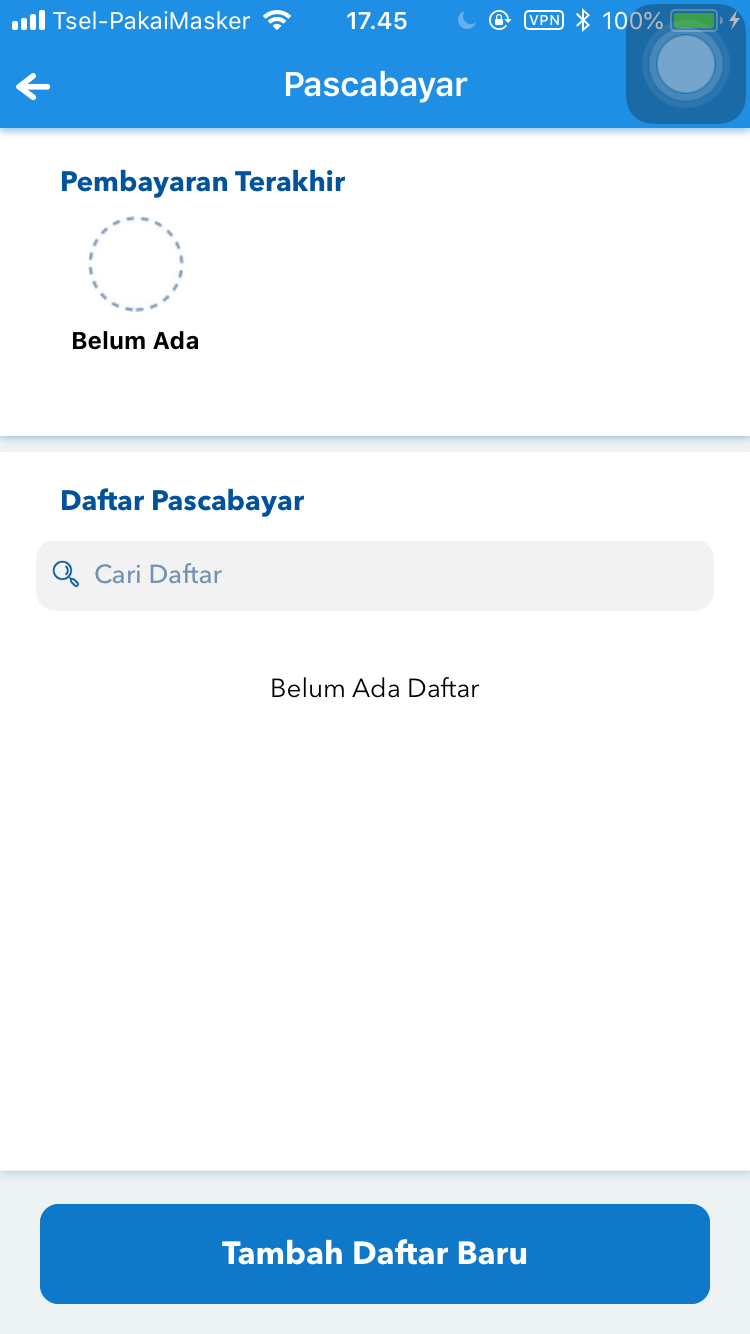 Tsel-PakaiMasker 17.45 VPN 100%
Pascabayar
Pembayaran Terakhir
Belum Ada
Daftar Pascabayar
Cari Daftar
Belum Ada Daftar
Tambah Daftar Baru